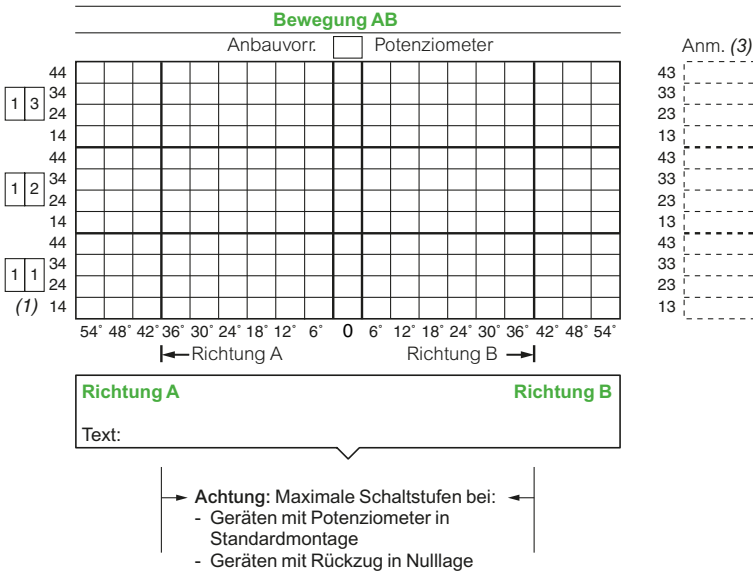 Bewegung AB
Anbauvorr. Potenziometer Anm. (3)
44 43
1 3 34 33
24 23
14 13
44 43
1 2 34 33
24 23
14 13
44 43
1 1 34 33
24 23
(1) 14 13
54° 48° 42° 36° 30° 24° 18° 12° 6° 0 6° 12° 18° 24° 30° 36° 42° 48° 54°
Richtung A Richtung B
Richtung A Richtung B
Text:
Achtung: Maximale Schaltstufen bei:
- Geräten mit Potenziometer in
Standardmontage
- Geräten mit Rückzug in Nulllage